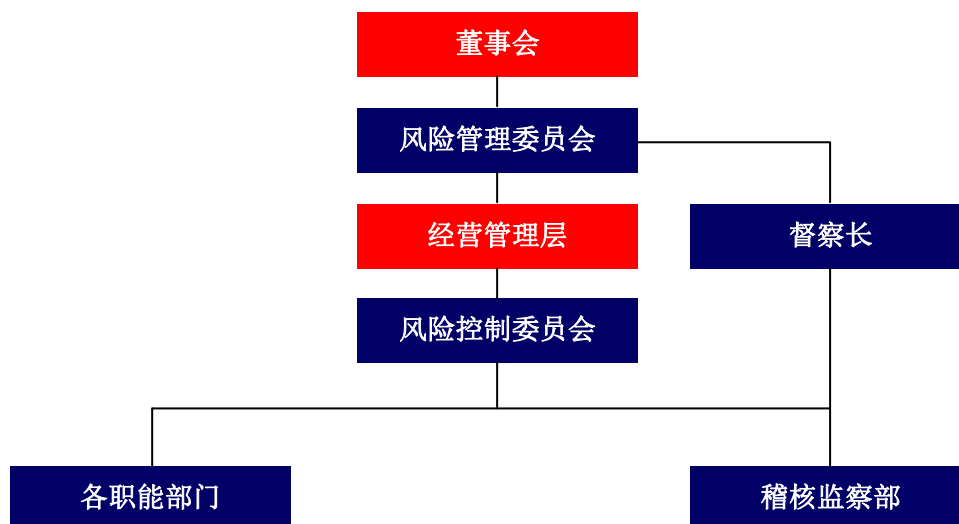 董事会
风险管理委员会
经营管理层
督察长
风险控制委员会
各职能部门
稽核监察部